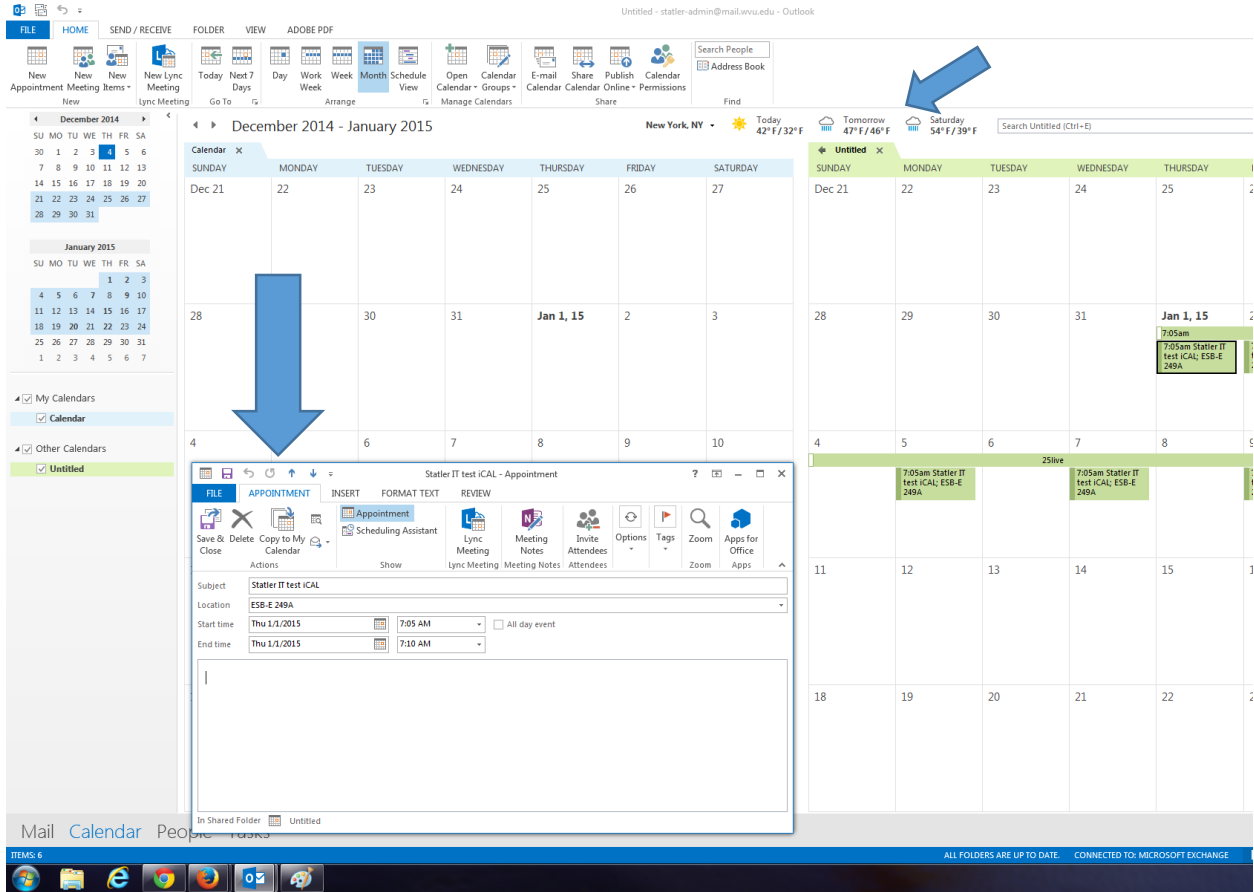 Untitled - statler-admin@mail.wvu.edu - Outlook
FILE HOME SEND / RECEIVE FOLDER VIEW ADOBE PDF
New Appointment
New Meeting
New Items
New
New Lync Meeting
Lync Meeting
Today
Next 7 Days
Go To
Day
Work Week
Week
Month
Schedule View
Arrange
Open Calendar
Calendar Groups
Manage Calendars
E-mail Calendar
Share Calendar
Publish Online
Calendar Permissions
Share
Search People
Address Book
Find
December 2014
SU MO TU WE TH FR SA
30 1 2 3 4 5 6
7 8 9 10 11 12 13
14 15 16 17 18 19 20
21 22 23 24 25 26 27
28 29 30 31
January 2015
SU MO TU WE TH FR SA
1 2 3
4 5 6 7 8 9 10
11 12 13 14 15 16 17
18 19 20 21 22 23 24
25 26 27 28 29 30 31
1 2 3 4 5 6 7
My Calendars
Calendar
Other Calendars
Untitled
December 2014 - January 2015
New York, NY
Today
42° F / 32° F
Tomorrow
47° F / 46° F
Saturday
54° F / 39° F
Search Untitled (Ctrl+E)
Calendar
SUNDAY MONDAY TUESDAY WEDNESDAY THURSDAY FRIDAY SATURDAY
Dec 21 22 23 24 25 26 27
28 30 31 Jan 1, 15 2 3
4 6 7 8 9 10
Untitled
SUNDAY MONDAY TUESDAY WEDNESDAY THURSDAY
Dec 21 22 23 24 25
28 29 30 31 Jan 1, 15
7:05am
7:05am Statler IT
test iCAL; ESB-E
249A
4 5 6 7 8 9
25live
7:05am Statler IT
test iCAL; ESB-E
249A
7:05am Statler IT
test iCAL; ESB-E
249A
11 12 13 14 15
18 19 20 21 22
Statler IT test iCAL - Appointment
FILE APPOINTMENT INSERT FORMAT TEXT REVIEW
Save & Close
Delete
Copy to My Calendar
Actions
Appointment
Scheduling Assistant
Show
Lync Meeting
Lync Meeting
Meeting Notes
Meeting Notes
Invite Attendees
Attendees
Options
Tags
Zoom
Zoom
Apps for Office
Apps
Subject Statler IT test iCAL
Location ESB-E 249A
Start time Thu 1/1/2015 7:05 AM All day event
End time Thu 1/1/2015 7:10 AM
In Shared Folder Untitled
Mail Calendar People Tasks
ITEMS: 6
ALL FOLDERS ARE UP TO DATE. CONNECTED TO: MICROSOFT EXCHANGE